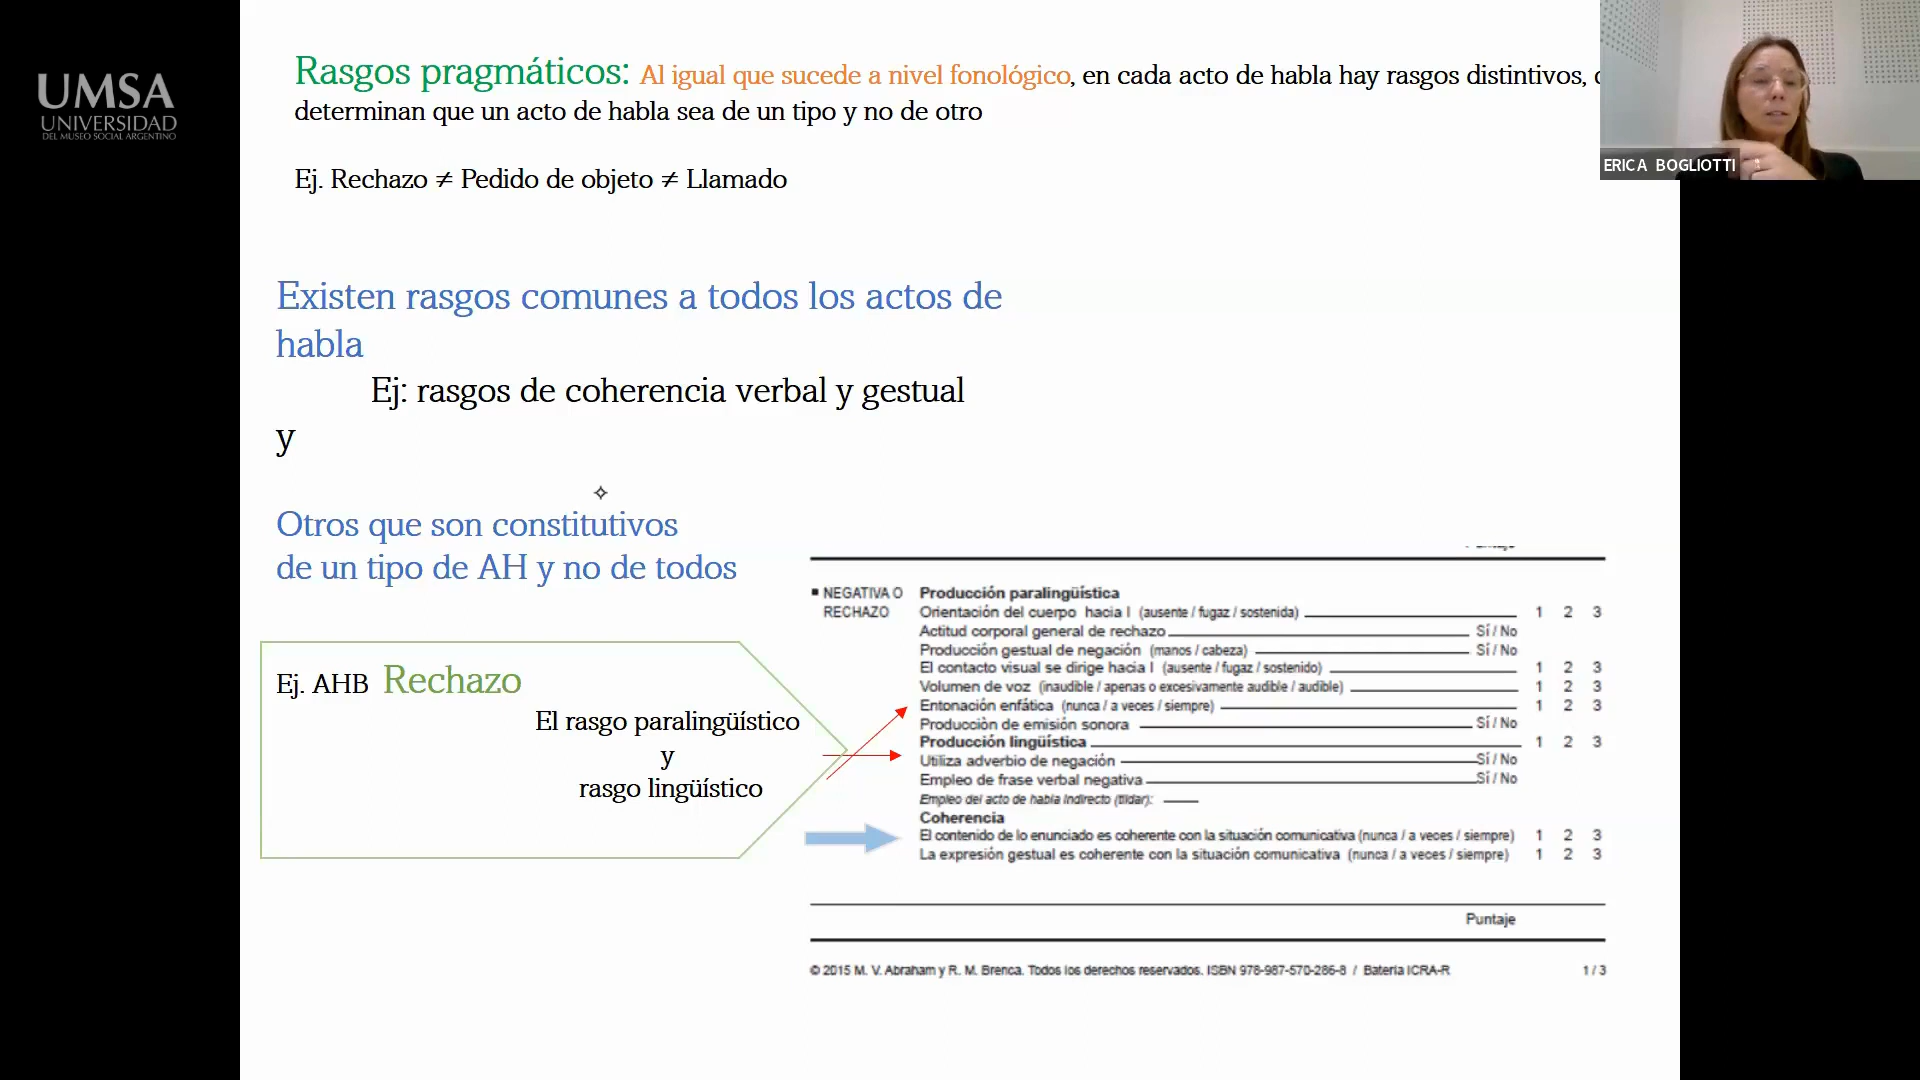 UMSA
UNIVERSIDAD
DEL MUSEO SOCIAL ARGENTINO
Rasgos pragmáticos: Al igual que sucede a nivel fonológico, en cada acto de habla hay rasgos distintivos,
determinan que un acto de habla sea de un tipo y no de otro
Ej. Rechazo ≠ Pedido de objeto ≠ Llamado
ERICA BOGLIOTTI
Existen rasgos comunes a todos los actos de
habla
Ej: rasgos de coherencia verbal y gestual
y
Otros que son constitutivos
de un tipo de AH y no de todos
Ej. AHB Rechazo
El rasgo paralingüístico
y
rasgo lingüístico
▪ NEGATIVA O RECHAZO
Producción paralingüística
Orientación del cuerpo hacia I (ausente / fugaz / sostenida) 1 2 3
Actitud corporal general de rechazo Sí / No
Producción gestual de negación (manos / cabeza) Sí / No
El contacto visual se dirige hacia I (ausente / fugaz / sostenido) 1 2 3
Volumen de voz (inaudible / apenas o excesivamente audible / audible) 1 2 3
Entonación enfática (nunca / a veces / siempre) 1 2 3
Producciòn de emisión sonora Sí / No
Producción lingüística 1 2 3
Utiliza adverbio de negación Sí / No
Empleo de frase verbal negativa Sí / No
Empleo del acto de habla indirecto (tildar):
Coherencia
El contenido de lo enunciado es coherente con la situación comunicativa (nunca / a veces / siempre) 1 2 3
La expresión gestual es coherente con la situación comunicativa (nunca / a veces / siempre) 1 2 3
Puntaje
© 2015 M. V. Abraham y R. M. Brenca. Todos los derechos reservados. ISBN 978-987-570-286-8 / Batería ICRA-R 1 / 3